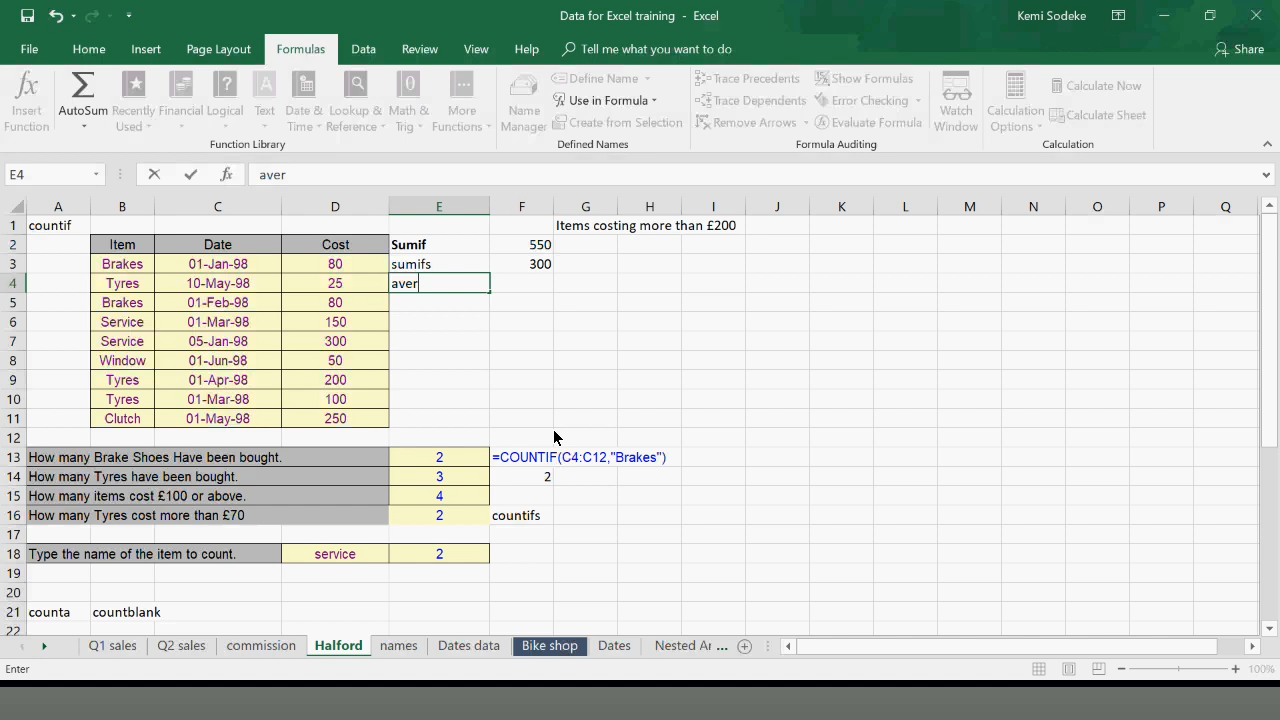 Data for Excel training - Excel
Kemi Sodeke
File Home Insert Page Layout Formulas Data Review View Help Tell me what you want to do Share
Insert Function
AutoSum
Recently Used
Financial
Logical
Text
Date & Time
Lookup & Reference
Math & Trig
More Functions
Name Manager
Define Name
Use in Formula
Create from Selection
Trace Precedents
Trace Dependents
Remove Arrows
Show Formulas
Error Checking
Evaluate Formula
Watch Window
Calculation Options
Calculate Now
Calculate Sheet
Function Library Defined Names Formula Auditing Calculation
E4 fx aver
A B C D E F G H I J K L M N O P Q
1 countif Items costing more than £200
2 Item Date Cost Sumif 550
3 Brakes 01-Jan-98 80 sumifs 300
4 Tyres 10-May-98 25 aver
5 Brakes 01-Feb-98 80
6 Service 01-Mar-98 150
7 Service 05-Jan-98 300
8 Window 01-Jun-98 50
9 Tyres 01-Apr-98 200
10 Tyres 01-Mar-98 100
11 Clutch 01-May-98 250
12
13 How many Brake Shoes Have been bought. 2 =COUNTIF(C4:C12,"Brakes")
14 How many Tyres have been bought. 3 2
15 How many items cost £100 or above. 4
16 How many Tyres cost more than £70 2 countifs
17
18 Type the name of the item to count. service 2
19
20
21 counta countblank
22
Q1 sales Q2 sales commission Halford names Dates data Bike shop Dates Nested Ar ...
Enter 100%